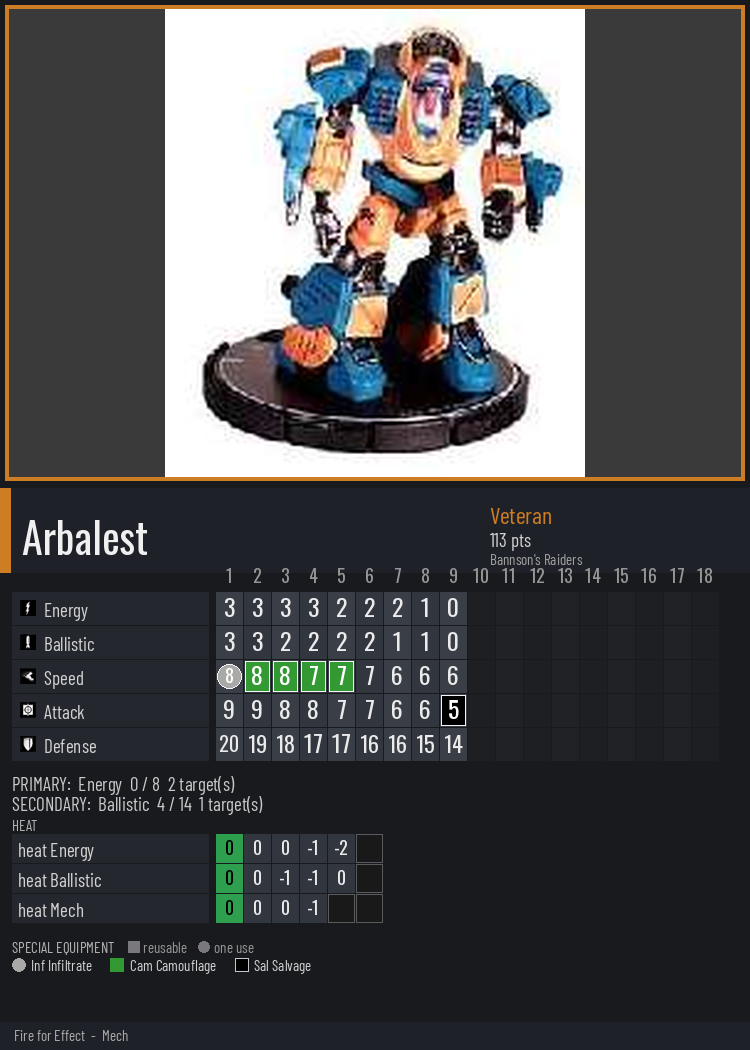 Arbalest
Veteran
113 pts
Bannson's Raiders
1 2 3 4 5 6 7 8 9 10 11 12 13 14 15 16 17 18
Energy 3 3 3 3 2 2 2 1 0
Ballistic 3 3 2 2 2 2 1 1 0
Speed 8 8 8 7 7 7 6 6 6
Attack 9 9 8 8 7 7 6 6 5
Defense 20 19 18 17 17 16 16 15 14
PRIMARY: Energy 0 / 8 2 target(s)
SECONDARY: Ballistic 4 / 14 1 target(s)
HEAT
heat Energy 0 0 0 -1 -2
heat Ballistic 0 0 -1 -1 0
heat Mech 0 0 0 -1
SPECIAL EQUIPMENT reusable one use
Inf Infiltrate Cam Camouflage Sal Salvage
Fire for Effect - Mech